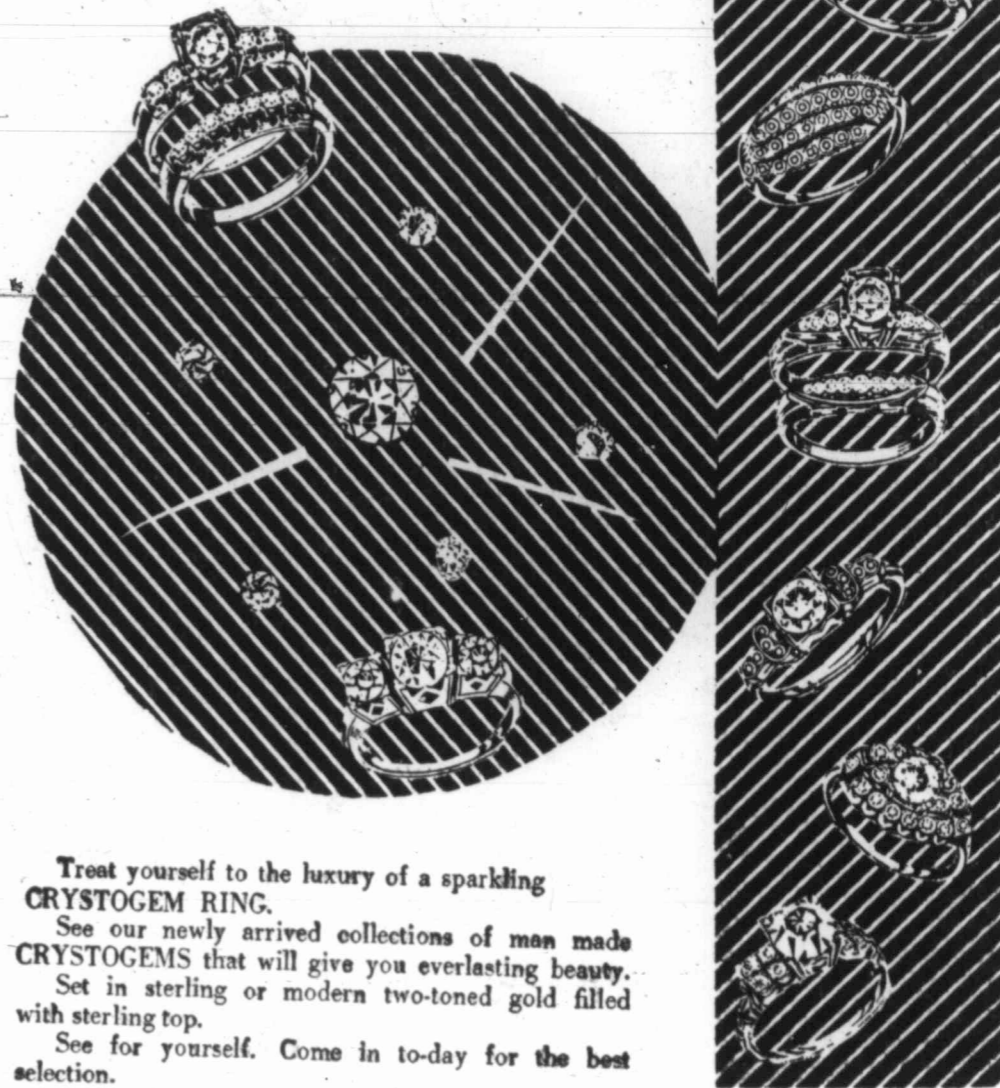 Treat yourself to the luxury of a sparkling
CRYSTOGEM RING.
See our newly arrived collections of man made
CRYSTOGEMS that will give you everlasting beauty.
Set in sterling or modern two-toned gold filled
with sterling top.
See for yourself. Come in to-day for the best
selection.